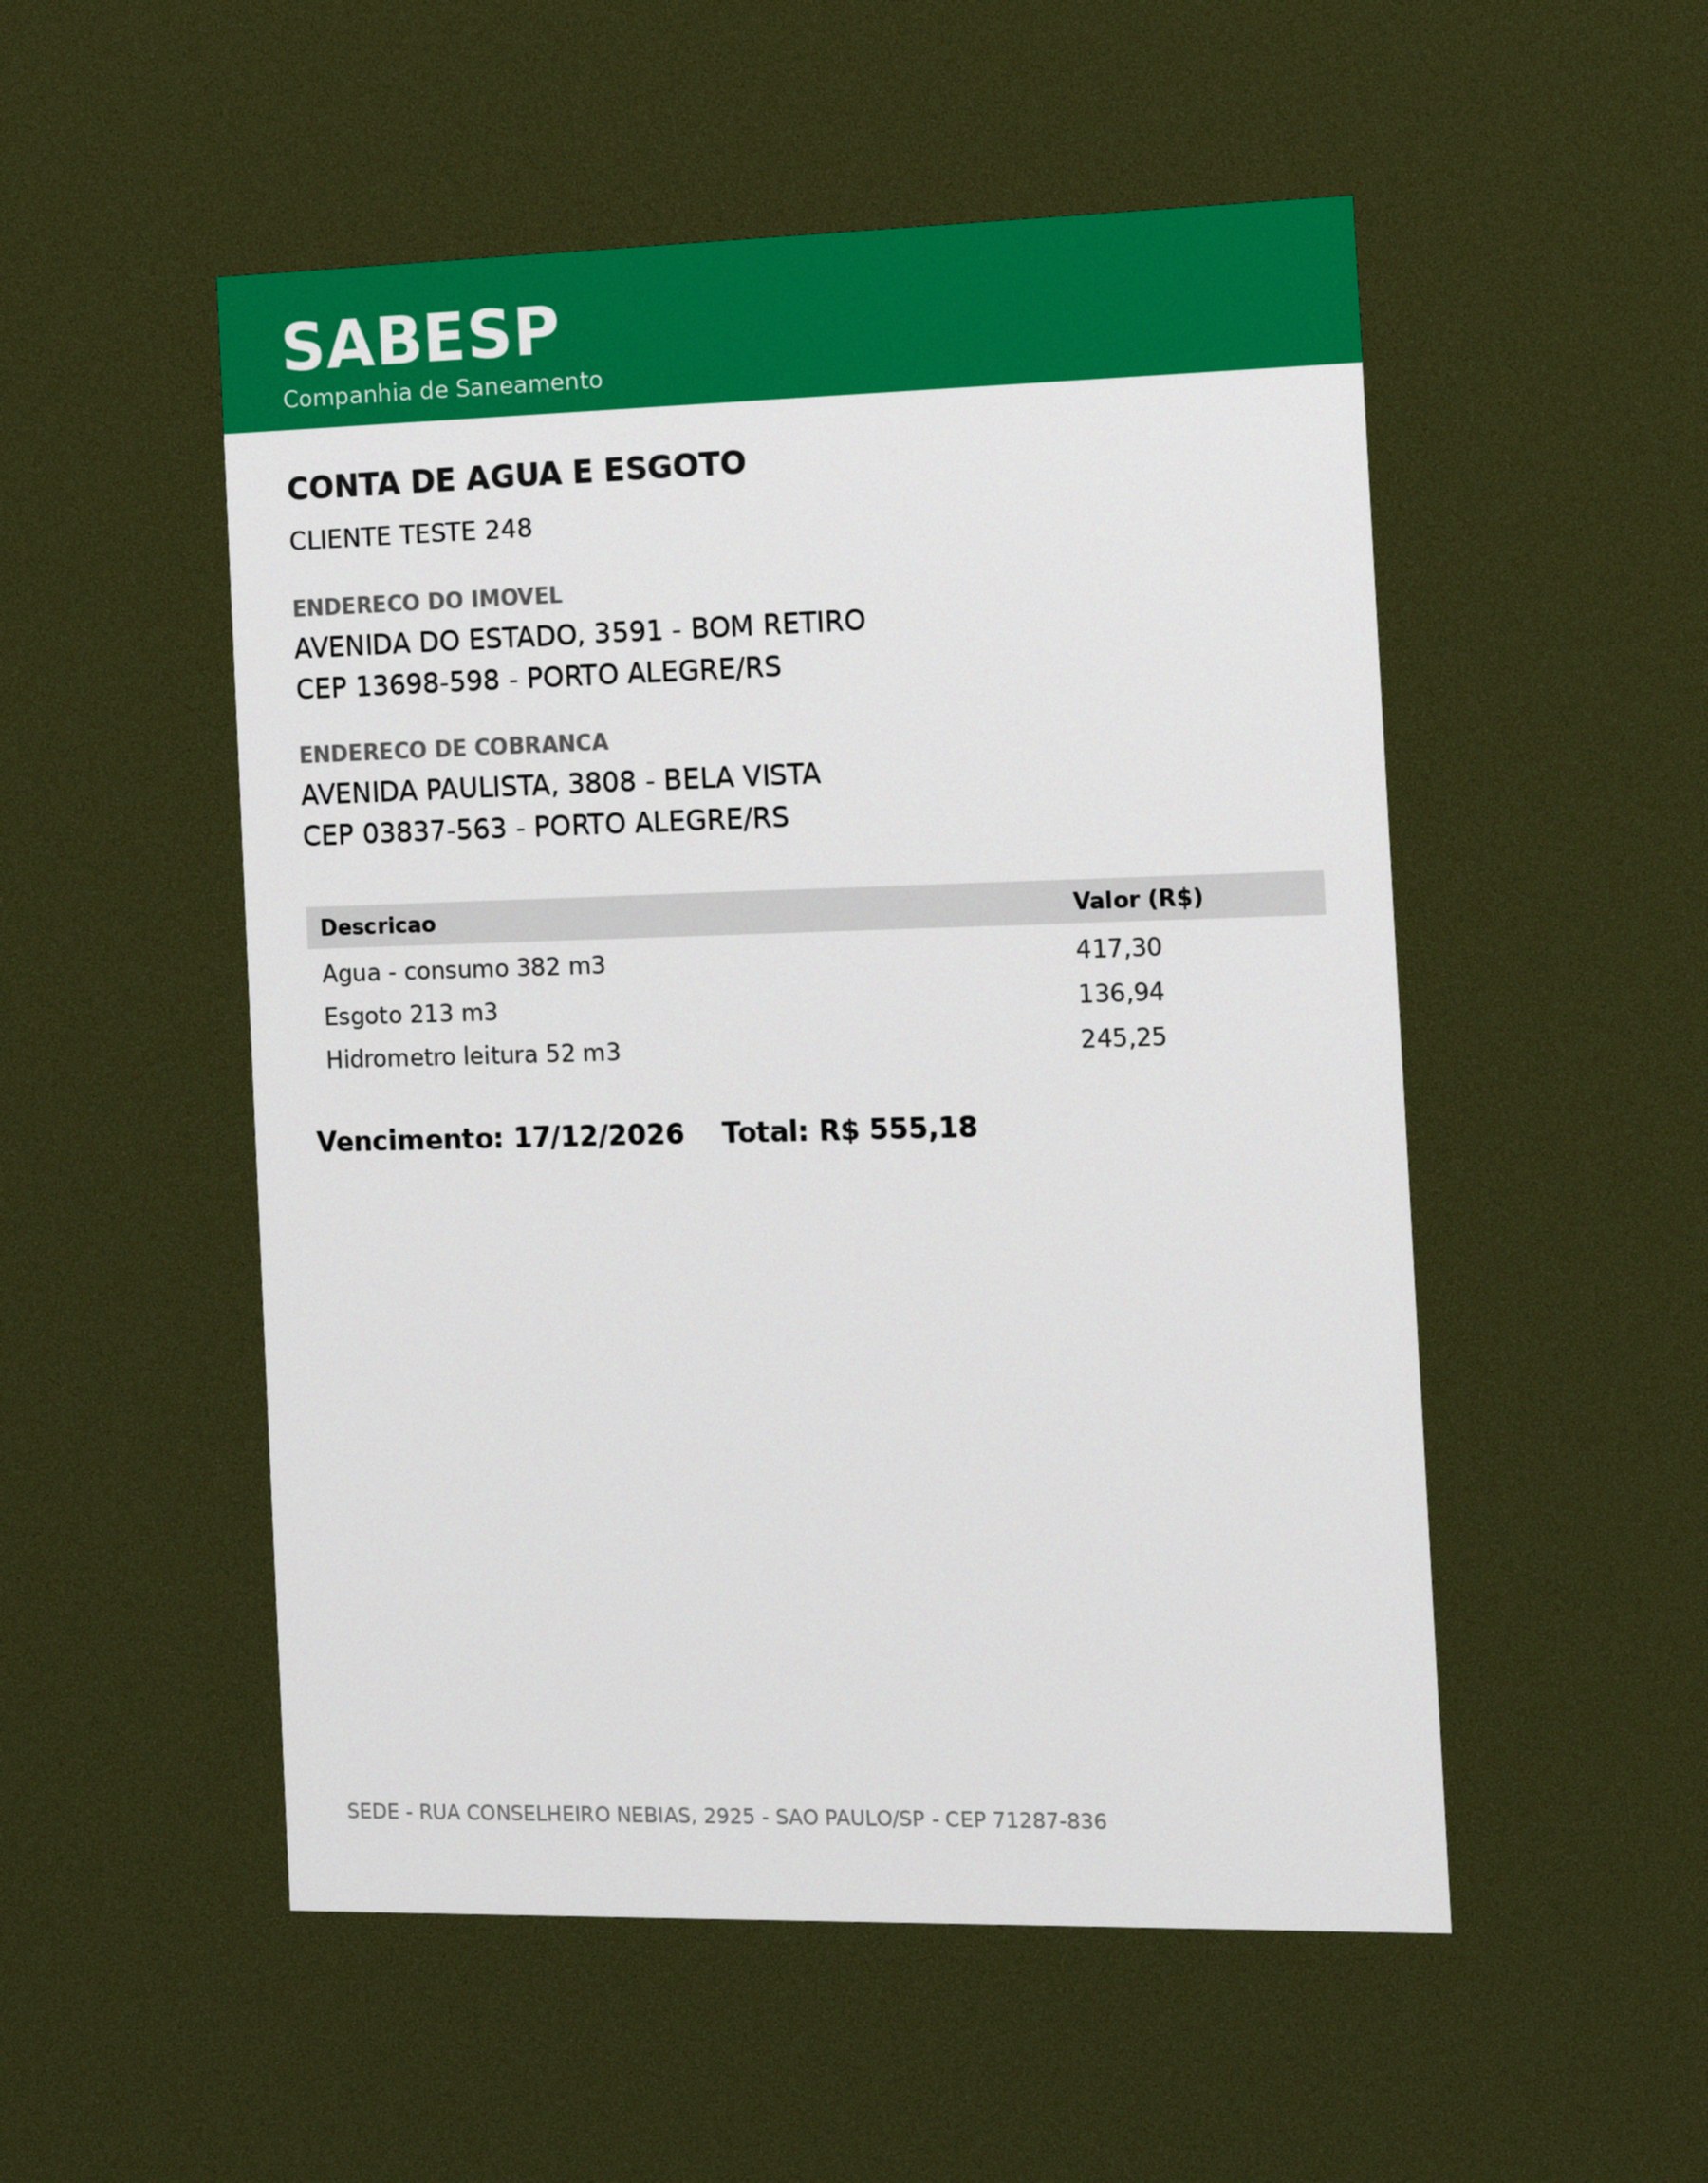 SABESP
Companhia de Saneamento
CONTA DE AGUA E ESGOTO
CLIENTE TESTE 248
ENDERECO DO IMOVEL
AVENIDA DO ESTADO, 3591 - BOM RETIRO
CEP 13698-598 - PORTO ALEGRE/RS
ENDERECO DE COBRANCA
AVENIDA PAULISTA, 3808 - BELA VISTA
CEP 03837-563 - PORTO ALEGRE/RS
Descricao Valor (R$)
Agua - consumo 382 m3 417,30
Esgoto 213 m3 136,94
Hidrometro leitura 52 m3 245,25
Vencimento: 17/12/2026 Total: R$ 555,18
SEDE - RUA CONSELHEIRO NEBIAS, 2925 - SAO PAULO/SP - CEP 71287-836